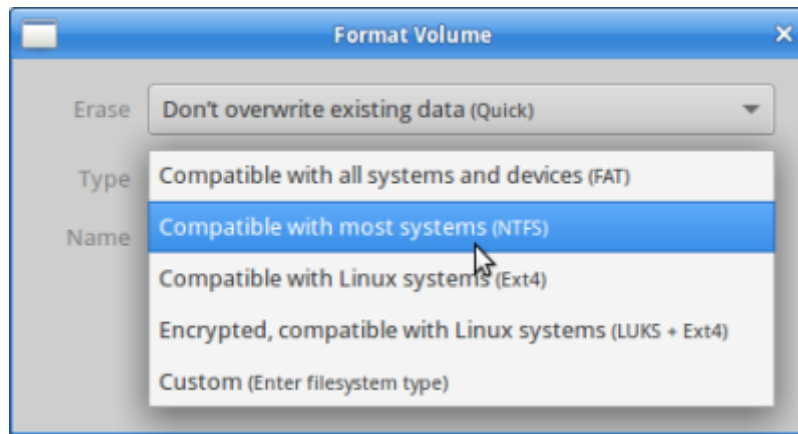 Format Volume
Erase Don't overwrite existing data (Quick)
Type Compatible with all systems and devices (FAT)
Name Compatible with most systems (NTFS)
Compatible with Linux systems (Ext4)
Encrypted, compatible with Linux systems (LUKS + Ext4)
Custom (Enter filesystem type)